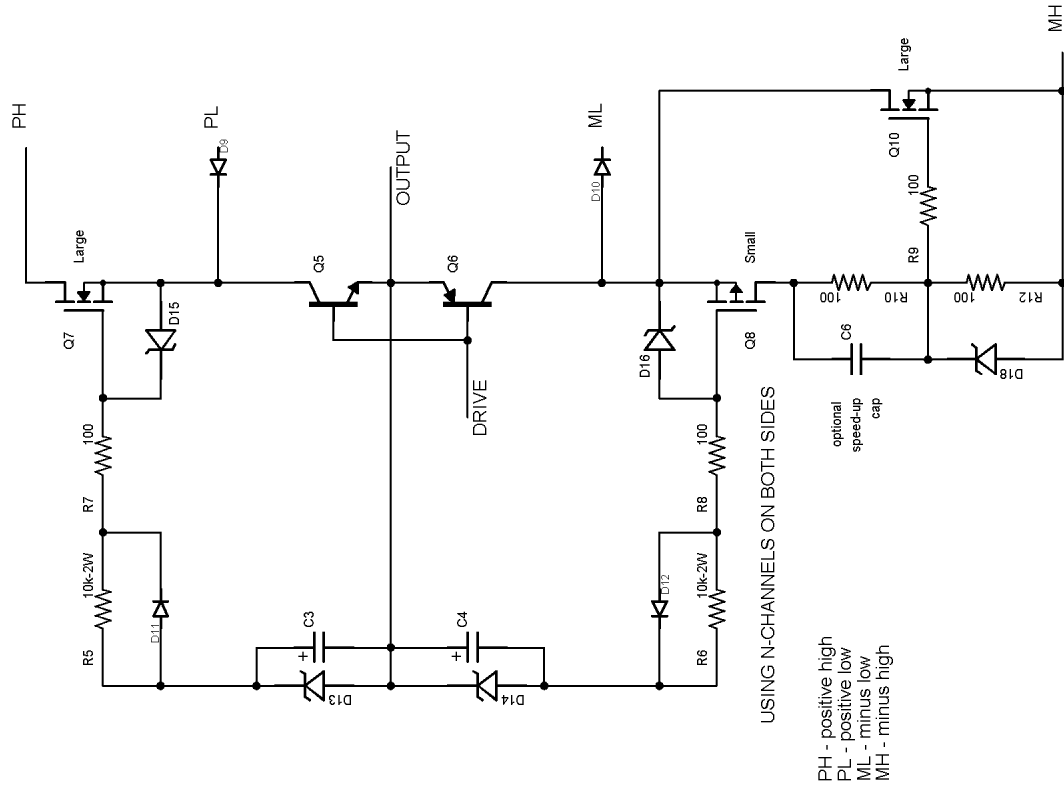 PH
Large
Q7
D15
PL
D9
R7
100
R5
10k-2W
D11
Q5
OUTPUT
Q6
DRIVE
C3
+
D13
C4
+
D14
ML
D10
D16
Small
Q8
R8
100
R6
10k-2W
D12
Large
Q10
100
R9
100
R10
100
R12
C6
D18
optional
speed-up
cap
MH
USING N-CHANNELS ON BOTH SIDES
PH - positive high
PL - positive low
ML - minus low
MH - minus high